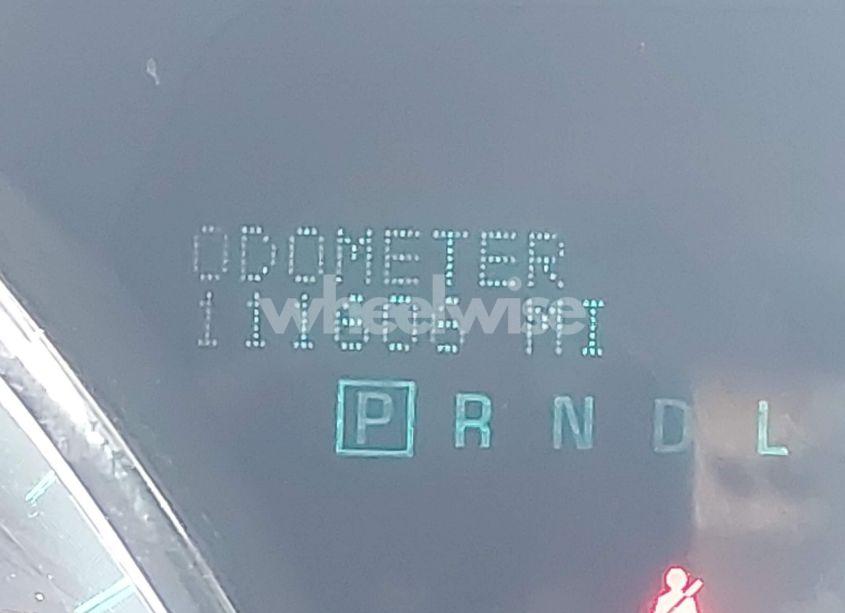 ODOMETER
MI
wheelwise
P R N D L